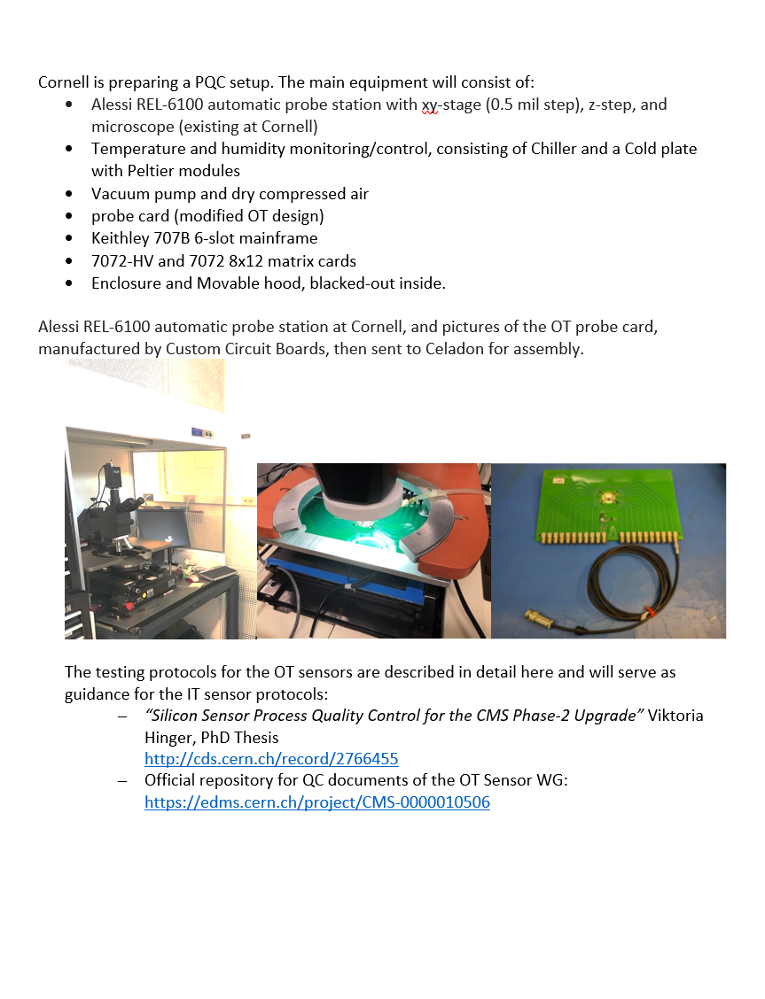 Cornell is preparing a PQC setup. The main equipment will consist of:
• Alessi REL-6100 automatic probe station with xy-stage (0.5 mil step), z-step, and
microscope (existing at Cornell)
• Temperature and humidity monitoring/control, consisting of Chiller and a Cold plate
with Peltier modules
• Vacuum pump and dry compressed air
• probe card (modified OT design)
• Keithley 707B 6-slot mainframe
• 7072-HV and 7072 8x12 matrix cards
• Enclosure and Movable hood, blacked-out inside.
Alessi REL-6100 automatic probe station at Cornell, and pictures of the OT probe card,
manufactured by Custom Circuit Boards, then sent to Celadon for assembly.
The testing protocols for the OT sensors are described in detail here and will serve as
guidance for the IT sensor protocols:
– “Silicon Sensor Process Quality Control for the CMS Phase-2 Upgrade” Viktoria
Hinger, PhD Thesis
http://cds.cern.ch/record/2766455
– Official repository for QC documents of the OT Sensor WG:
https://edms.cern.ch/project/CMS-0000010506